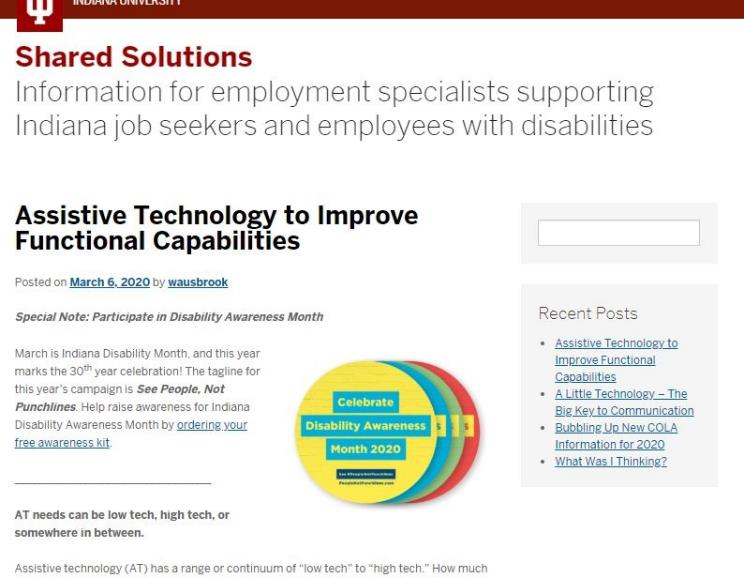 INDIANA UNIVERSITY
Shared Solutions
Information for employment specialists supporting
Indiana job seekers and employees with disabilities
Assistive Technology to Improve
Functional Capabilities
Posted on March 6, 2020 by wausbrook
Special Note: Participate in Disability Awareness Month
March is Indiana Disability Month, and this year
marks the 30th year celebration! The tagline for
this year's campaign is See People, Not
Punchlines. Help raise awareness for Indiana
Disability Awareness Month by ordering your
free awareness kit.
Celebrate
Disability Awareness
Month 2020
See #PeopleNotPunchlines
PeopleNotPunchlines.com
s
s
s
AT needs can be low tech, high tech, or
somewhere in between.
Assistive technology (AT) has a range or continuum of "low tech" to "high tech." How much
Recent Posts
Assistive Technology to
Improve Functional
Capabilities
A Little Technology – The
Big Key to Communication
Bubbling Up New COLA
Information for 2020
What Was I Thinking?